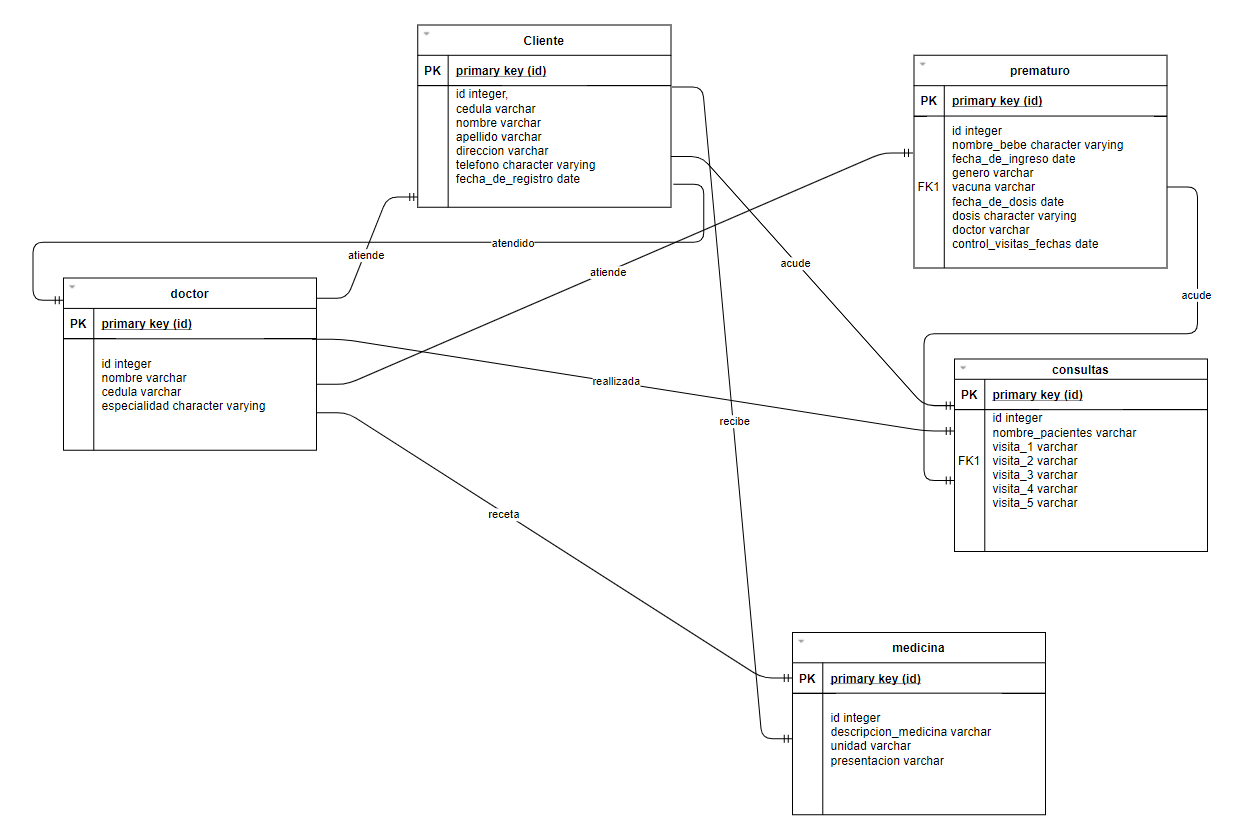 Cliente
PK primary key (id)
id integer,
cedula varchar
nombre varchar
apellido varchar
direccion varchar
telefono character varying
fecha_de_registro date
prematuro
PK primary key (id)
id integer
nombre_bebe character varying
fecha_de_ingreso date
genero varchar
FK1 vacuna varchar
fecha_de_dosis date
dosis character varying
doctor varchar
control_visitas_fechas date
atendido
atiende
atiende
acude
acude
doctor
PK primary key (id)
id integer
nombre varchar
cedula varchar
especialidad character varying
reallizada
recibe
receta
consultas
PK primary key (id)
id integer
nombre_pacientes varchar
visita_1 varchar
FK1 visita_2 varchar
visita_3 varchar
visita_4 varchar
visita_5 varchar
medicina
PK primary key (id)
id integer
descripcion_medicina varchar
unidad varchar
presentacion varchar